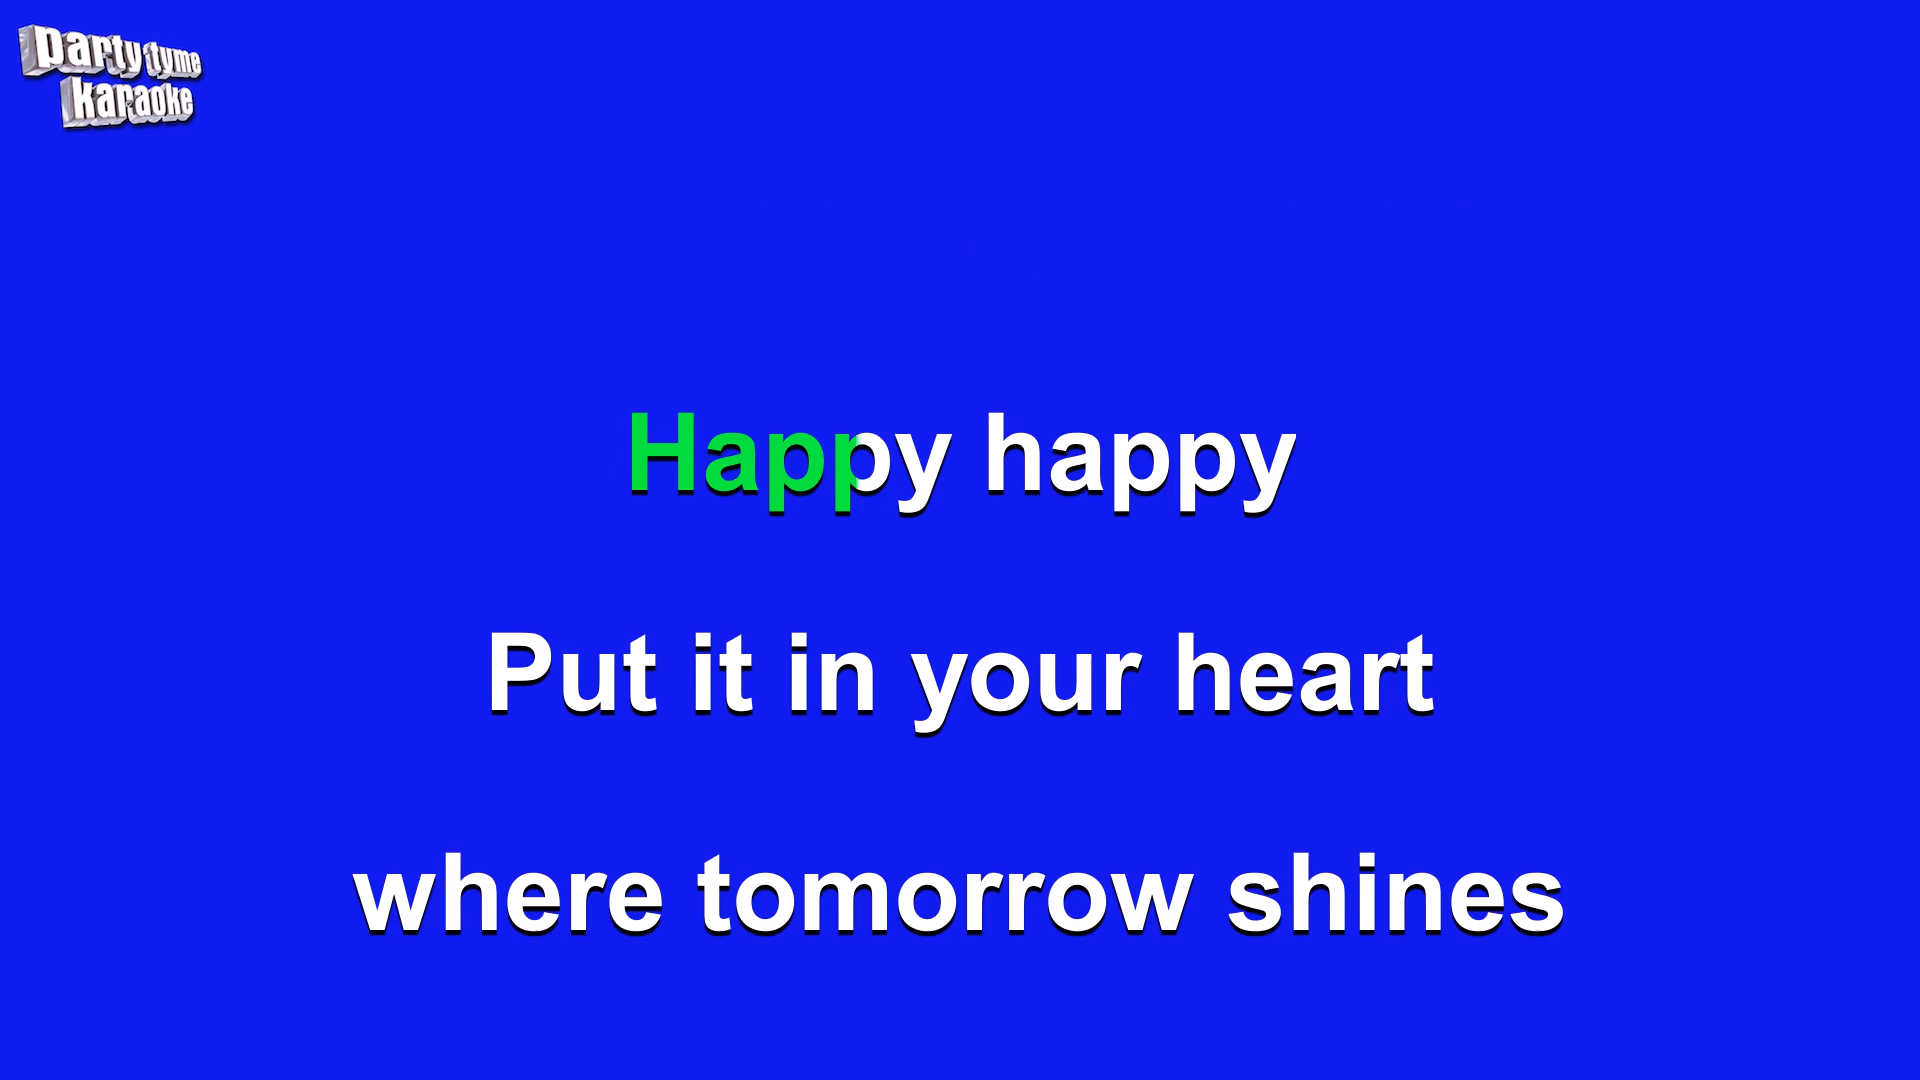 party tyme
karaoke
Happy happy
Put it in your heart
where tomorrow shines